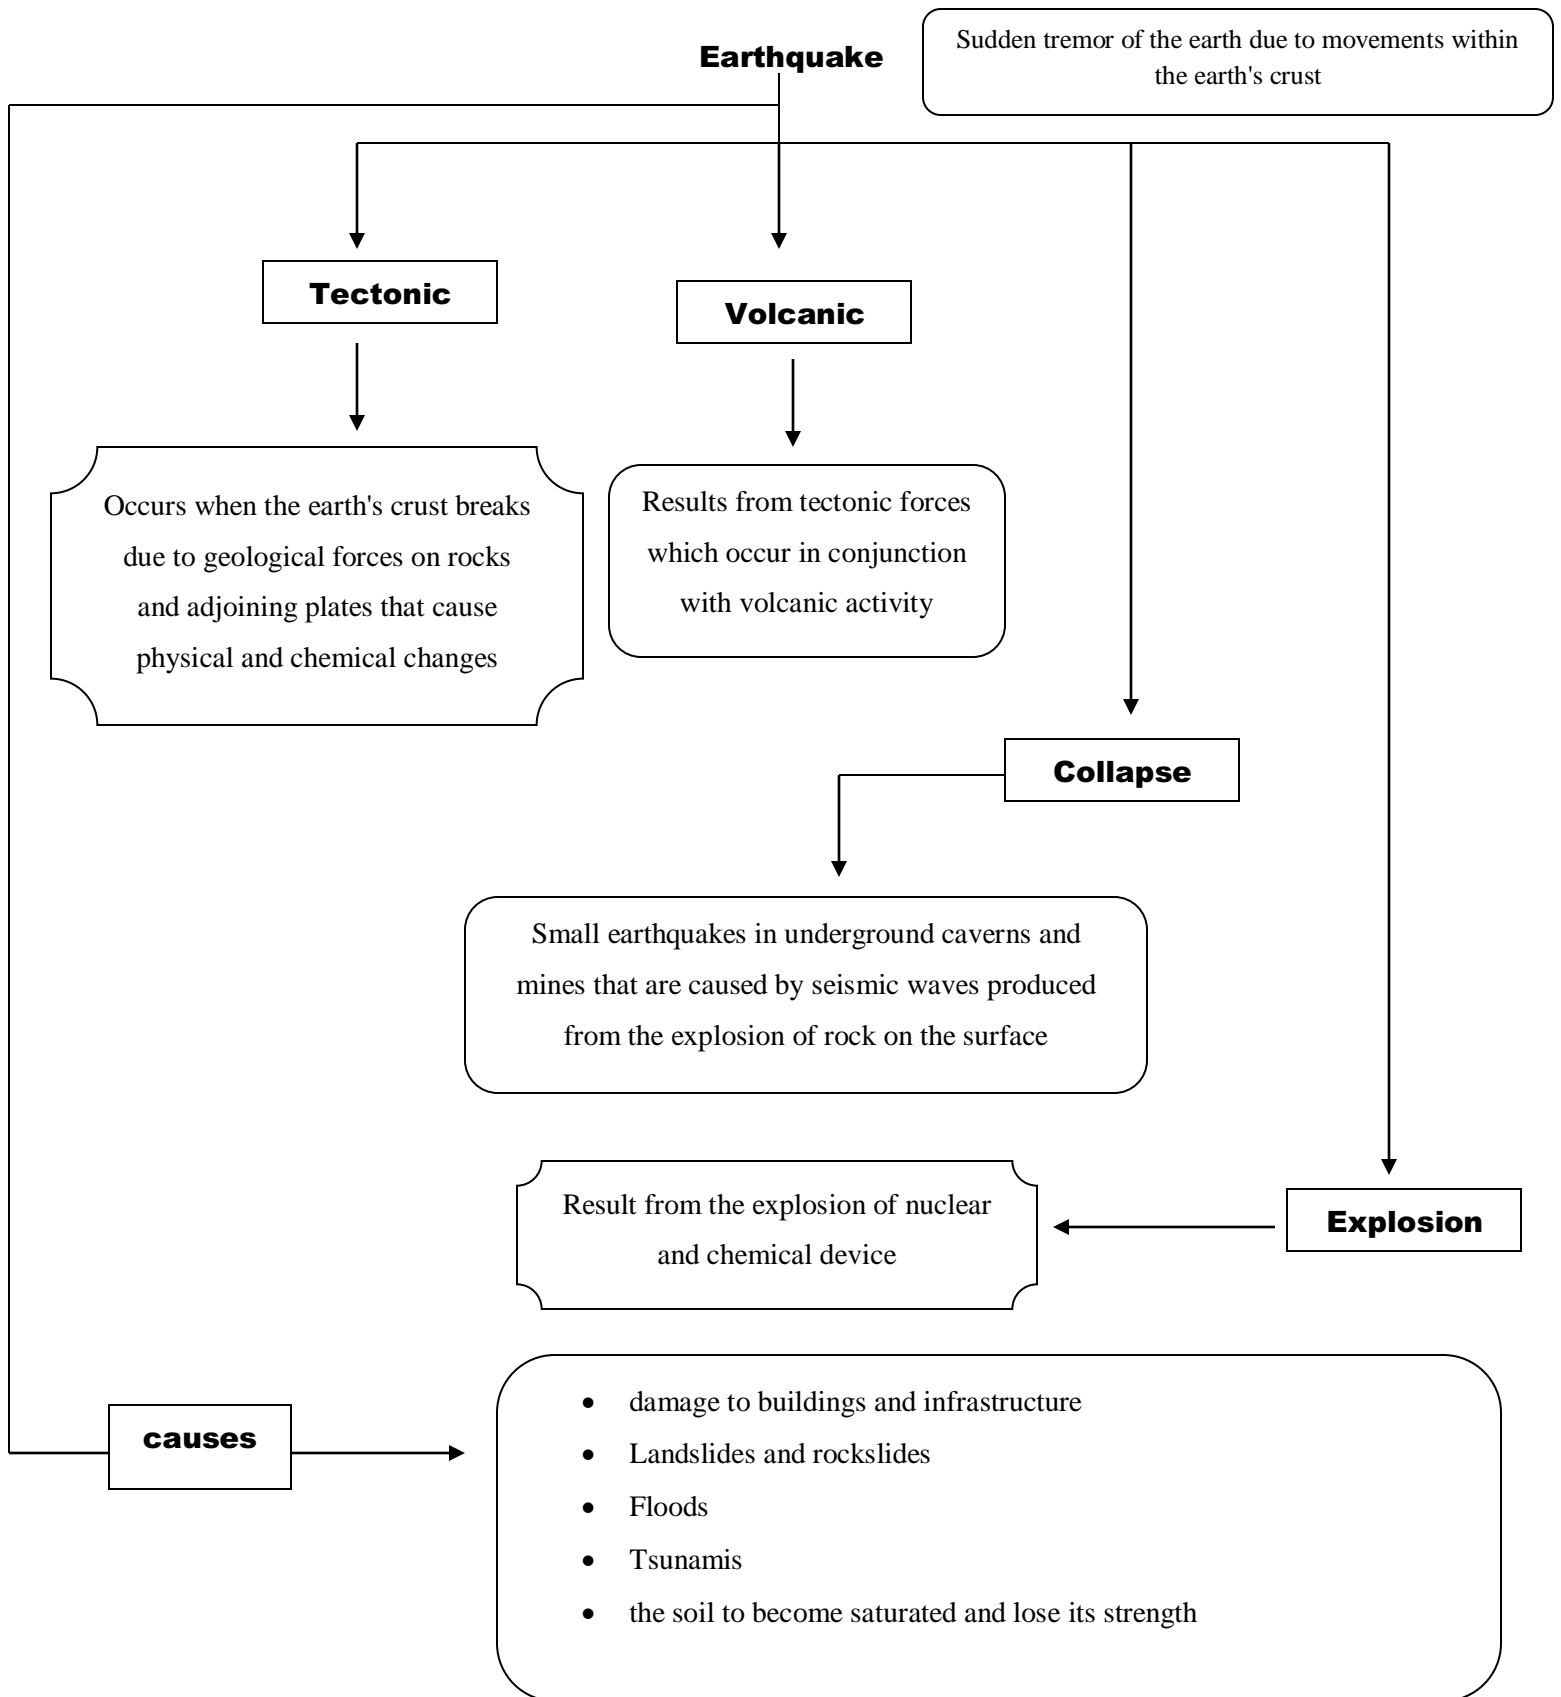 Earthquake
Sudden tremor of the earth due to movements within
the earth's crust
Tectonic
Volcanic
Occurs when the earth's crust breaks
due to geological forces on rocks
and adjoining plates that cause
physical and chemical changes
Results from tectonic forces
which occur in conjunction
with volcanic activity
Collapse
Small earthquakes in underground caverns and
mines that are caused by seismic waves produced
from the explosion of rock on the surface
Result from the explosion of nuclear
and chemical device
Explosion
causes
• damage to buildings and infrastructure
• Landslides and rockslides
• Floods
• Tsunamis
• the soil to become saturated and lose its strength